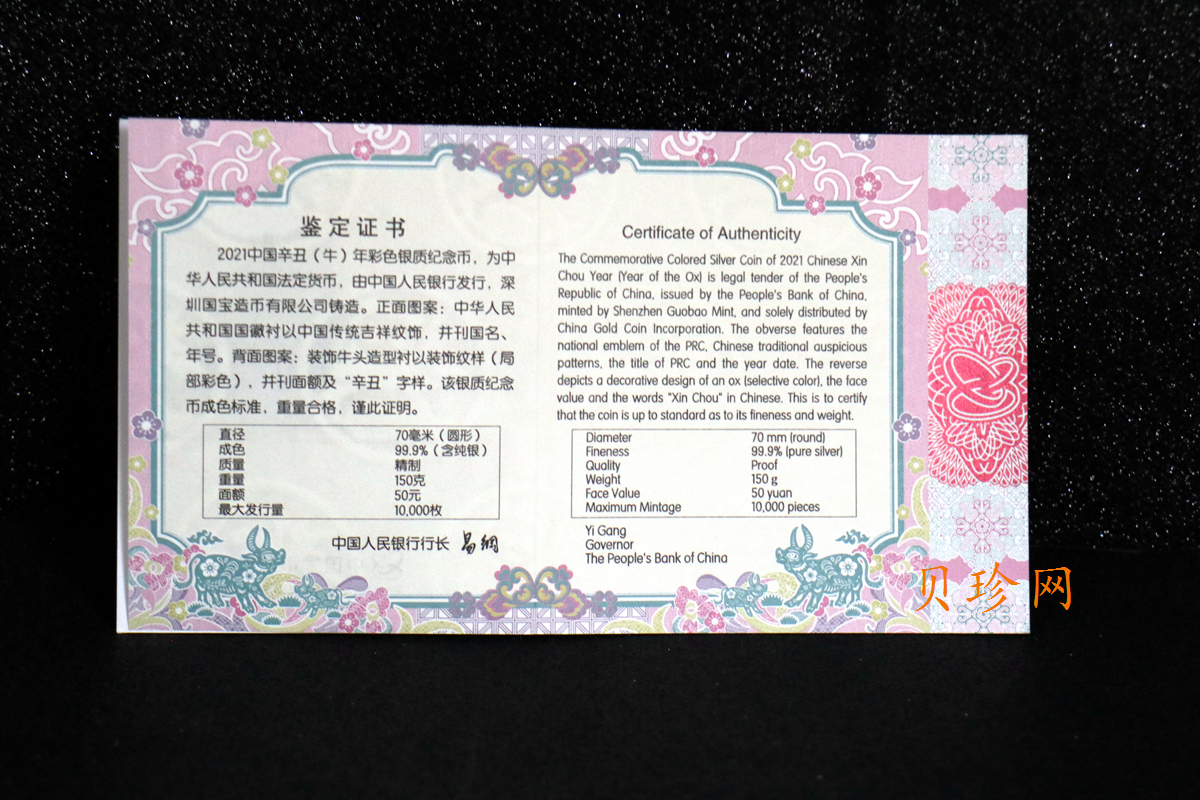 鉴定证书
2021中国辛丑（牛）年彩色银质纪念币，为中
华人民共和国法定货币，由中国人民银行发行，深
圳国宝造币有限公司铸造。正面图案：中华人民
共和国国徽衬以中国传统吉祥纹饰，并刊国名、
年号。背面图案：装饰牛头造型衬以装饰纹样（局
部彩色），并刊面额及“辛丑”字样。该银质纪念
币成色标准，重量合格，谨此证明。
直径 70毫米（圆形）
成色 99.9%（含纯银）
质量 精制
重量 150克
面额 50元
最大发行量 10,000枚
中国人民银行行长 易纲
Certificate of Authenticity
The Commemorative Colored Silver Coin of 2021 Chinese Xin
Chou Year (Year of the Ox) is legal tender of the People's
Republic of China, issued by the People's Bank of China,
minted by Shenzhen Guobao Mint, and solely distributed by
China Gold Coin Incorporation. The obverse features the
national emblem of the PRC, Chinese traditional auspicious
patterns, the title of PRC and the year date. The reverse
depicts a decorative design of an ox (selective color), the face
value and the words "Xin Chou" in Chinese. This is to certify
that the coin is up to standard as to its fineness and weight.
Diameter 70 mm (round)
Fineness 99.9% (pure silver)
Quality Proof
Weight 150 g
Face Value 50 yuan
Maximum Mintage 10,000 pieces
Yi Gang
Governor
The People's Bank of China
贝珍网